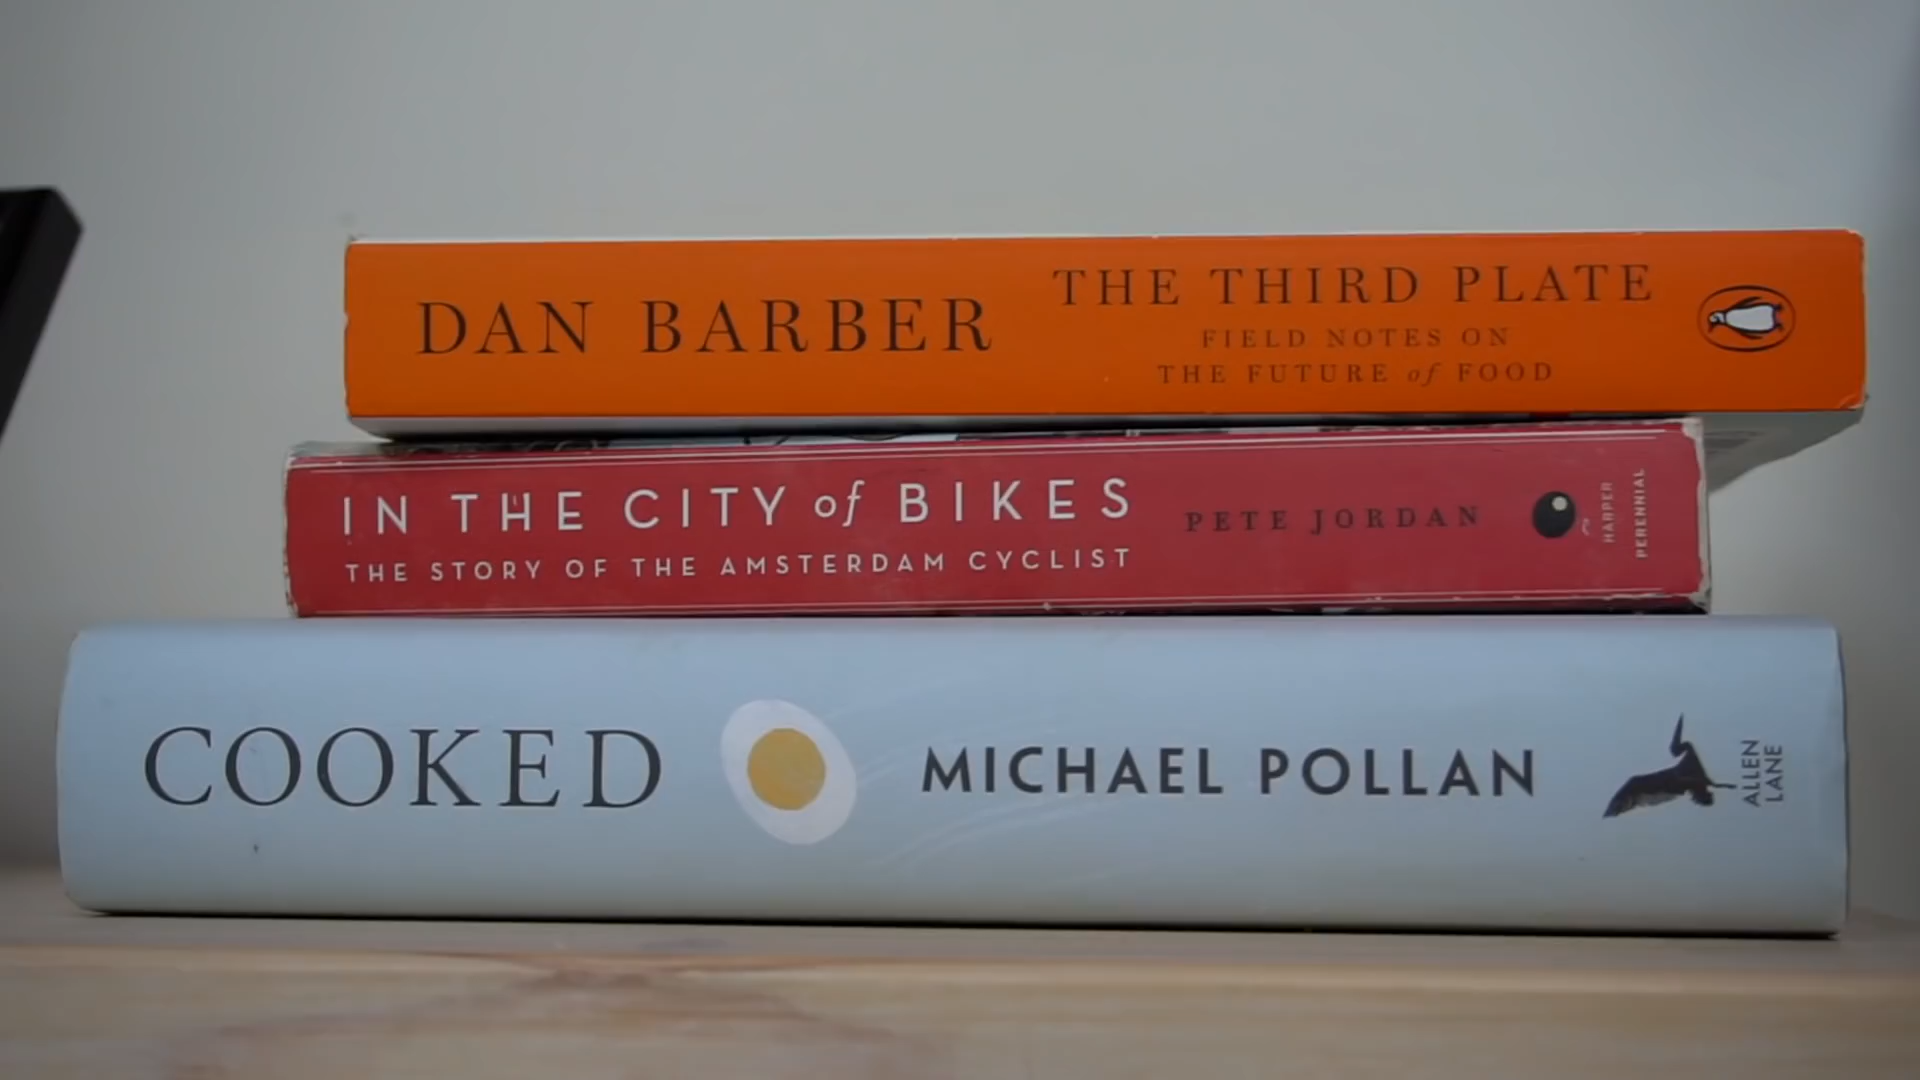 DAN BARBER
THE THIRD PLATE
FIELD NOTES ON
THE FUTURE of FOOD
IN THE CITY of BIKES
THE STORY OF THE AMSTERDAM CYCLIST
PETE JORDAN
HARPER
PERENNIAL
COOKED
MICHAEL POLLAN
ALLEN
LANE